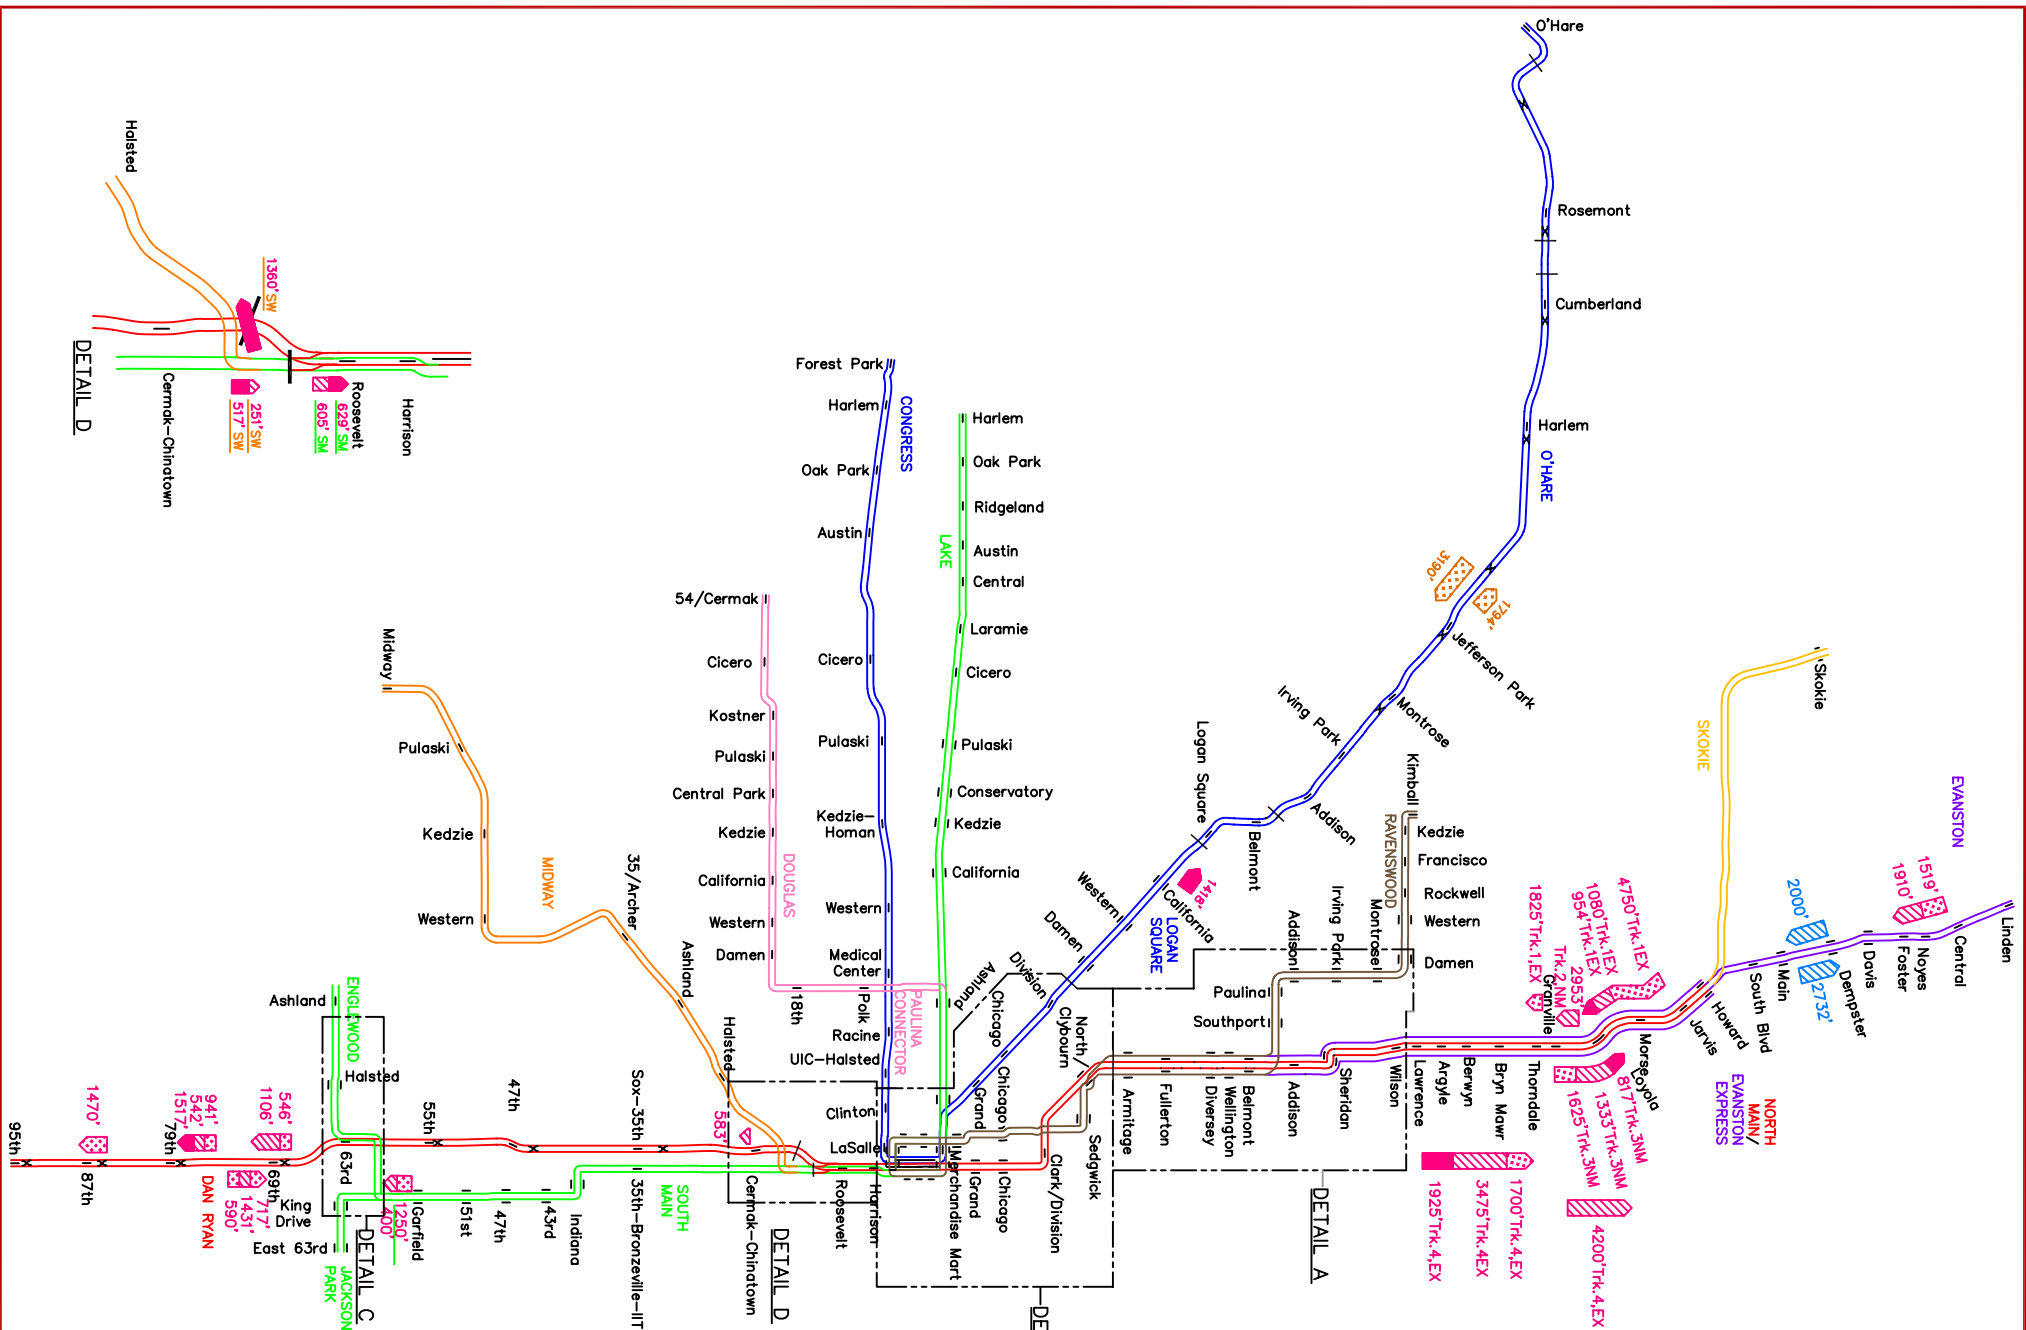 O'Hare
Rosemont
Cumberland
Harlem
O'HARE
3190'
1794'
Jefferson Park
Montrose
Irving Park
Addison
Belmont
Logan Square
1418'
California
LOGAN
SQUARE
Western
Damen
Division
Chicago
Grand
Clinton
LaSalle
Halsted
1360' SW
251' SW
517' SW
629' SM
605' SM
Roosevelt
Harrison
Cermak-Chinatown
DETAIL D
Forest Park
Harlem
CONGRESS
Oak Park
Austin
Cicero
Pulaski
Kedzie-
Homan
Western
Medical
Center
Racine
UIC-Halsted
Harlem
Oak Park
Ridgeland
Austin
Central
LAKE
Laramie
Cicero
Pulaski
Conservatory
Kedzie
California
Ashland
54/Cermak
Cicero
Kostner
Pulaski
Central Park
Kedzie
California
Western
Damen
DOUGLAS
18th
Polk
PAULINA
CONNECTOR
Midway
Pulaski
Kedzie
Western
MIDWAY
35/Archer
Ashland
Halsted
Skokie
SKOKIE
EVANSTON
Linden
Central
Noyes
Foster
Davis
Dempster
Main
South Blvd
Howard
Jarvis
1519'
1910'
2000'
2732'
4750'Trk.1EX
1080'Trk.1EX
954'Trk.1EX
2953'
Trk.2,NM
1825'Trk.1,EX
Granville
Morse
Loyola
817'Trk.3NM
1333'Trk.3NM
1625'Trk.3NM
4200'Trk.4,EX
1700'Trk.4,EX
3475'Trk.4EX
1925'Trk.4,EX
NORTH
MAIN/
EVANSTON
EXPRESS
Thorndale
Bryn Mawr
Berwyn
Argyle
Lawrence
Wilson
Sheridan
Addison
Belmont
Wellington
Diversey
Fullerton
Armitage
Sedgwick
North/
Clybourn
Clark/Division
Chicago
Chicago
Grand
Merchandise Mart
Kimball
RAVENSWOOD
Kedzie
Francisco
Rockwell
Western
Damen
Montrose
Irving Park
Addison
Paulina
Southport
DETAIL A
DE
Harrison
Roosevelt
DETAIL D
Cermak-Chinatown
583'
Sox-35th
35th-Bronzeville-IIT
SOUTH
MAIN
Indiana
43rd
47th
47th
51st
55th
Garfield
1250'
400'
ENGLEWOOD
Ashland
Halsted
63rd
King
Drive
East 63rd
JACKSON
PARK
DETAIL C
546'
1106'
69th
717'
1431'
590'
DAN RYAN
941'
542'
1517'
79th
1470'
87th
95th